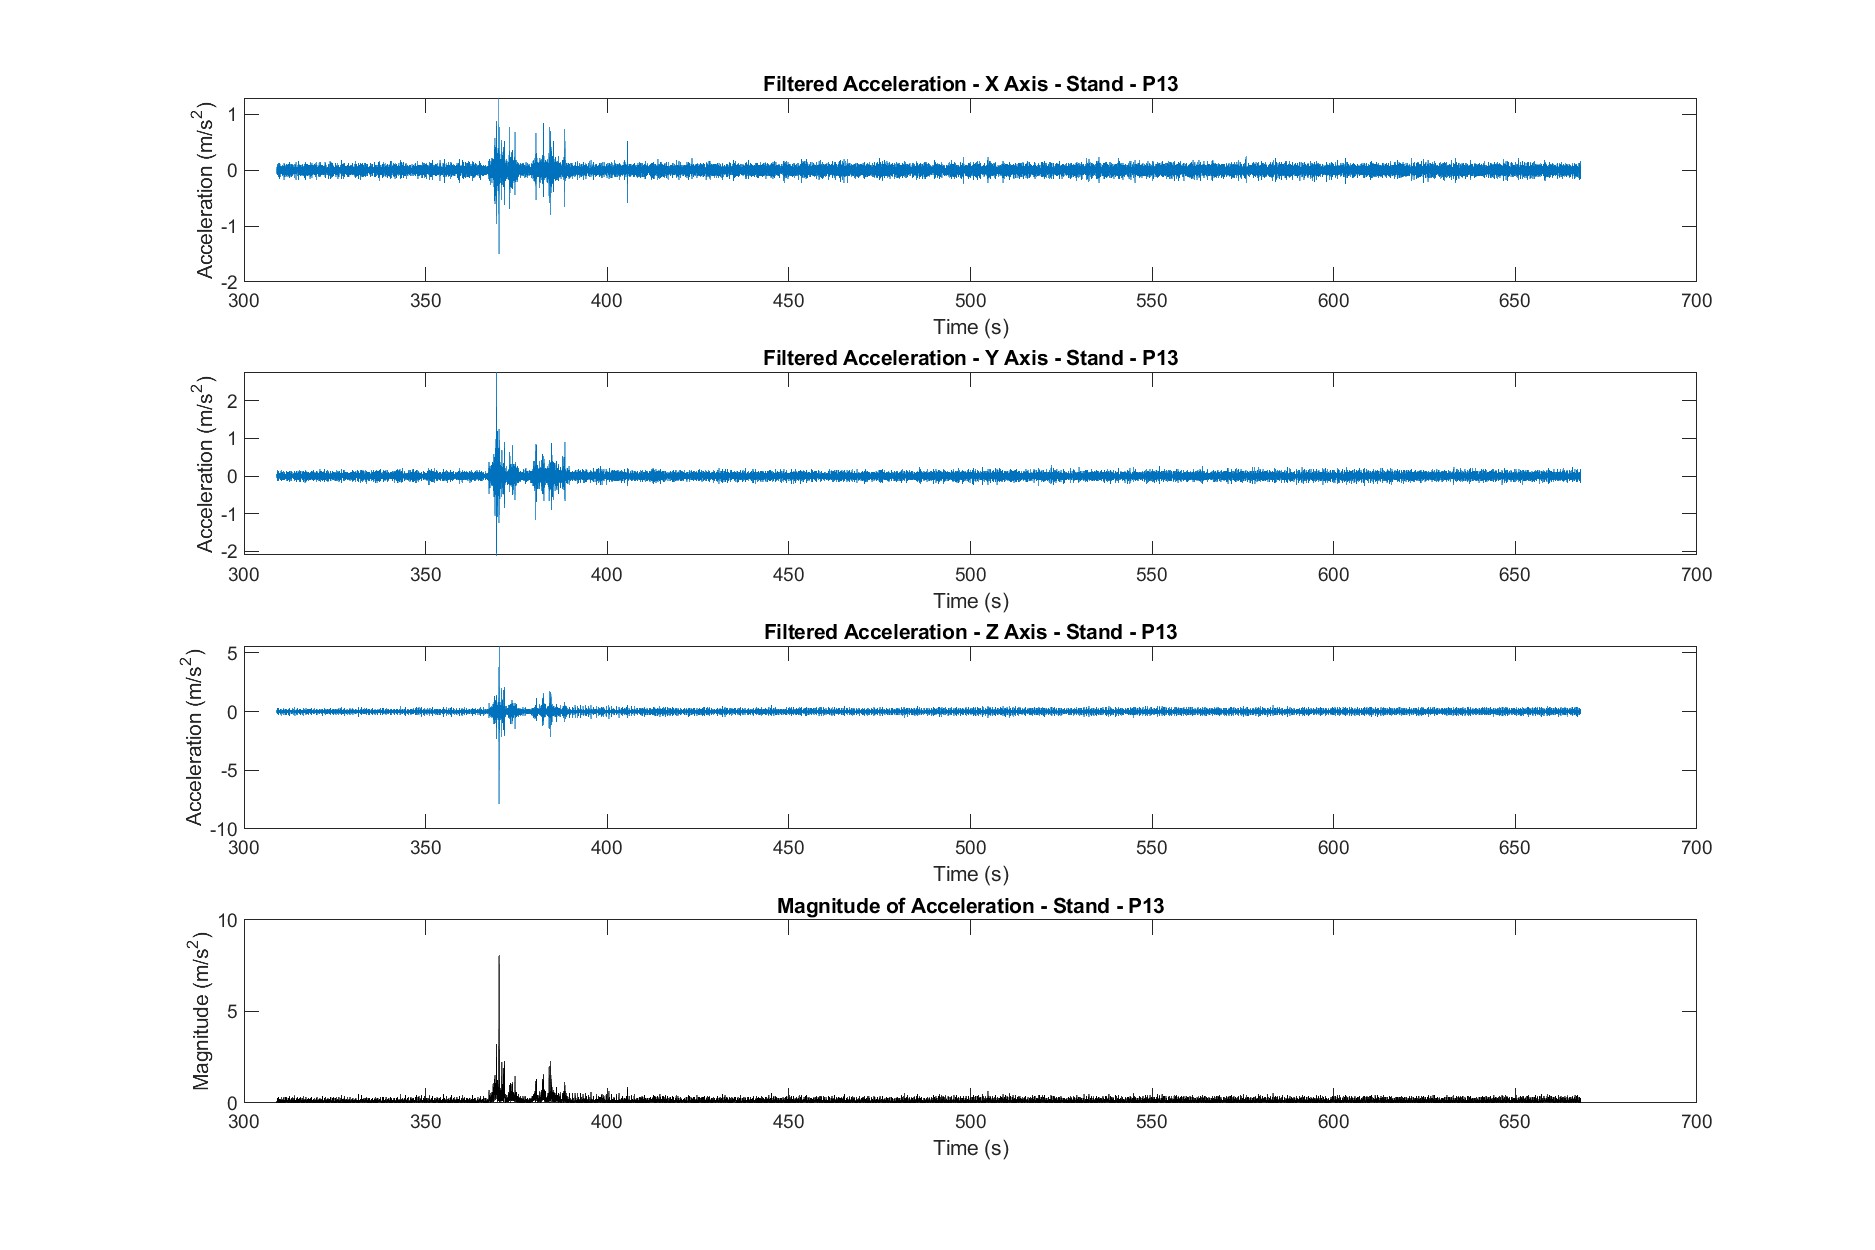 Filtered Acceleration - X Axis - Stand - P13
Acceleration (m/s²)
1
0
-1
-2
300 350 400 450 500 550 600 650 700
Time (s)
Filtered Acceleration - Y Axis - Stand - P13
Acceleration (m/s²)
2
1
0
-1
-2
300 350 400 450 500 550 600 650 700
Time (s)
Filtered Acceleration - Z Axis - Stand - P13
Acceleration (m/s²)
5
0
-5
-10
300 350 400 450 500 550 600 650 700
Time (s)
Magnitude of Acceleration - Stand - P13
Magnitude (m/s²)
10
5
0
300 350 400 450 500 550 600 650 700
Time (s)